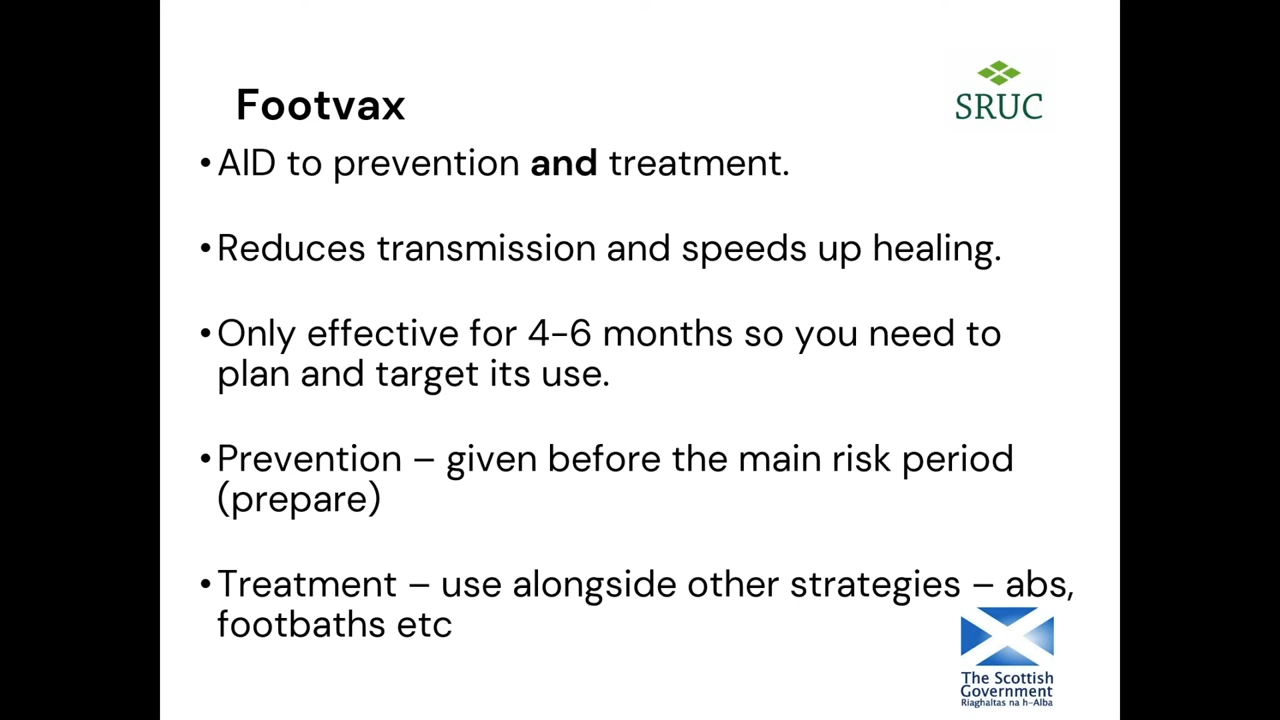 SRUC
Footvax
•AID to prevention and treatment.
•Reduces transmission and speeds up healing.
•Only effective for 4-6 months so you need to
plan and target its use.
•Prevention – given before the main risk period
(prepare)
•Treatment – use alongside other strategies – abs,
footbaths etc
The Scottish
Government
Riaghaltas na h-Alba